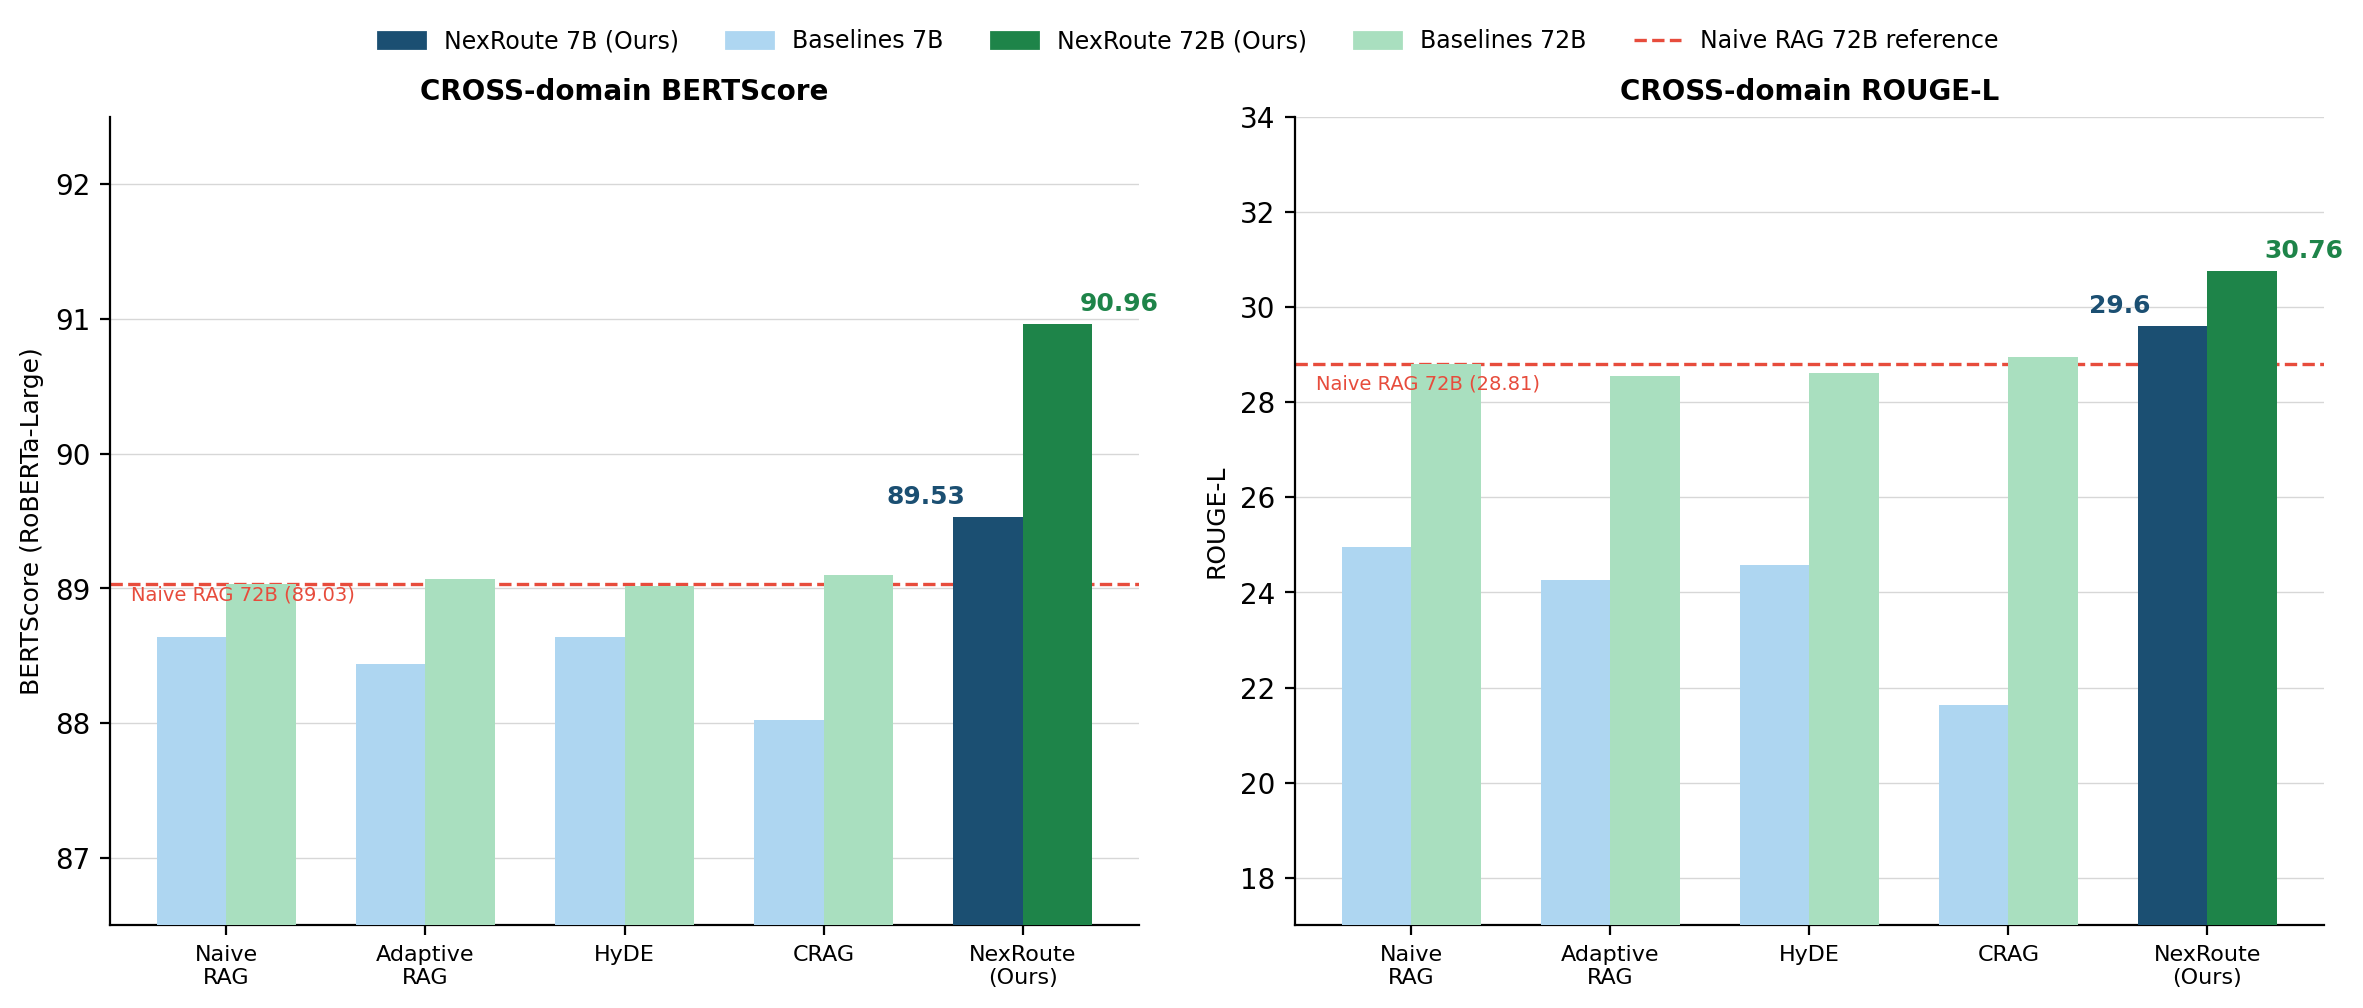 NexRoute 7B (Ours)
Baselines 7B
NexRoute 72B (Ours)
Baselines 72B
Naive RAG 72B reference
CROSS-domain BERTScore
BERTScore (RoBERTa-Large)
92
91
90
89
88
87
90.96
89.53
Naive RAG 72B (89.03)
Naive
RAG
Adaptive
RAG
HyDE
CRAG
NexRoute
(Ours)
CROSS-domain ROUGE-L
ROUGE-L
34
32
30
28
26
24
22
20
18
30.76
29.6
Naive RAG 72B (28.81)
Naive
RAG
Adaptive
RAG
HyDE
CRAG
NexRoute
(Ours)